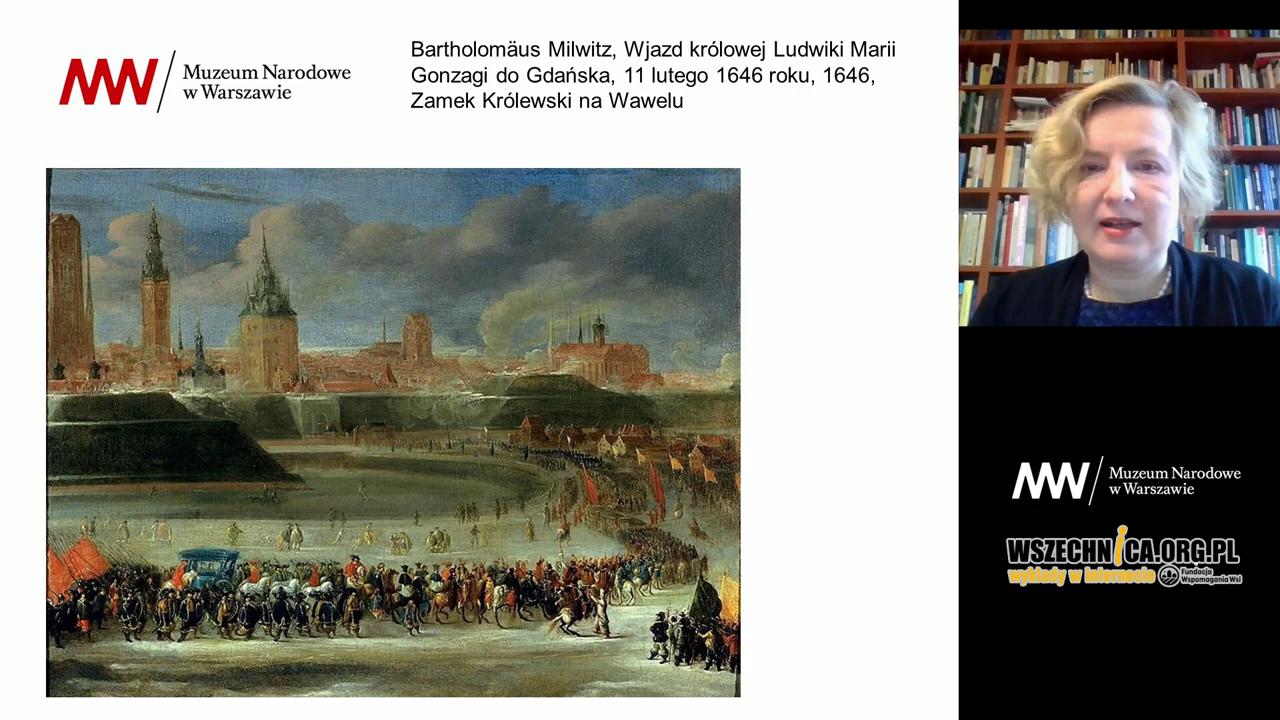 Muzeum Narodowe
w Warszawie
Bartholomäus Milwitz, Wjazd królowej Ludwiki Marii
Gonzagi do Gdańska, 11 lutego 1646 roku, 1646,
Zamek Królewski na Wawelu
Muzeum Narodowe
w Warszawie
WSZECHNICA.ORG.PL
wykłady w internecie
Fundacja
Wspomagania Wsi